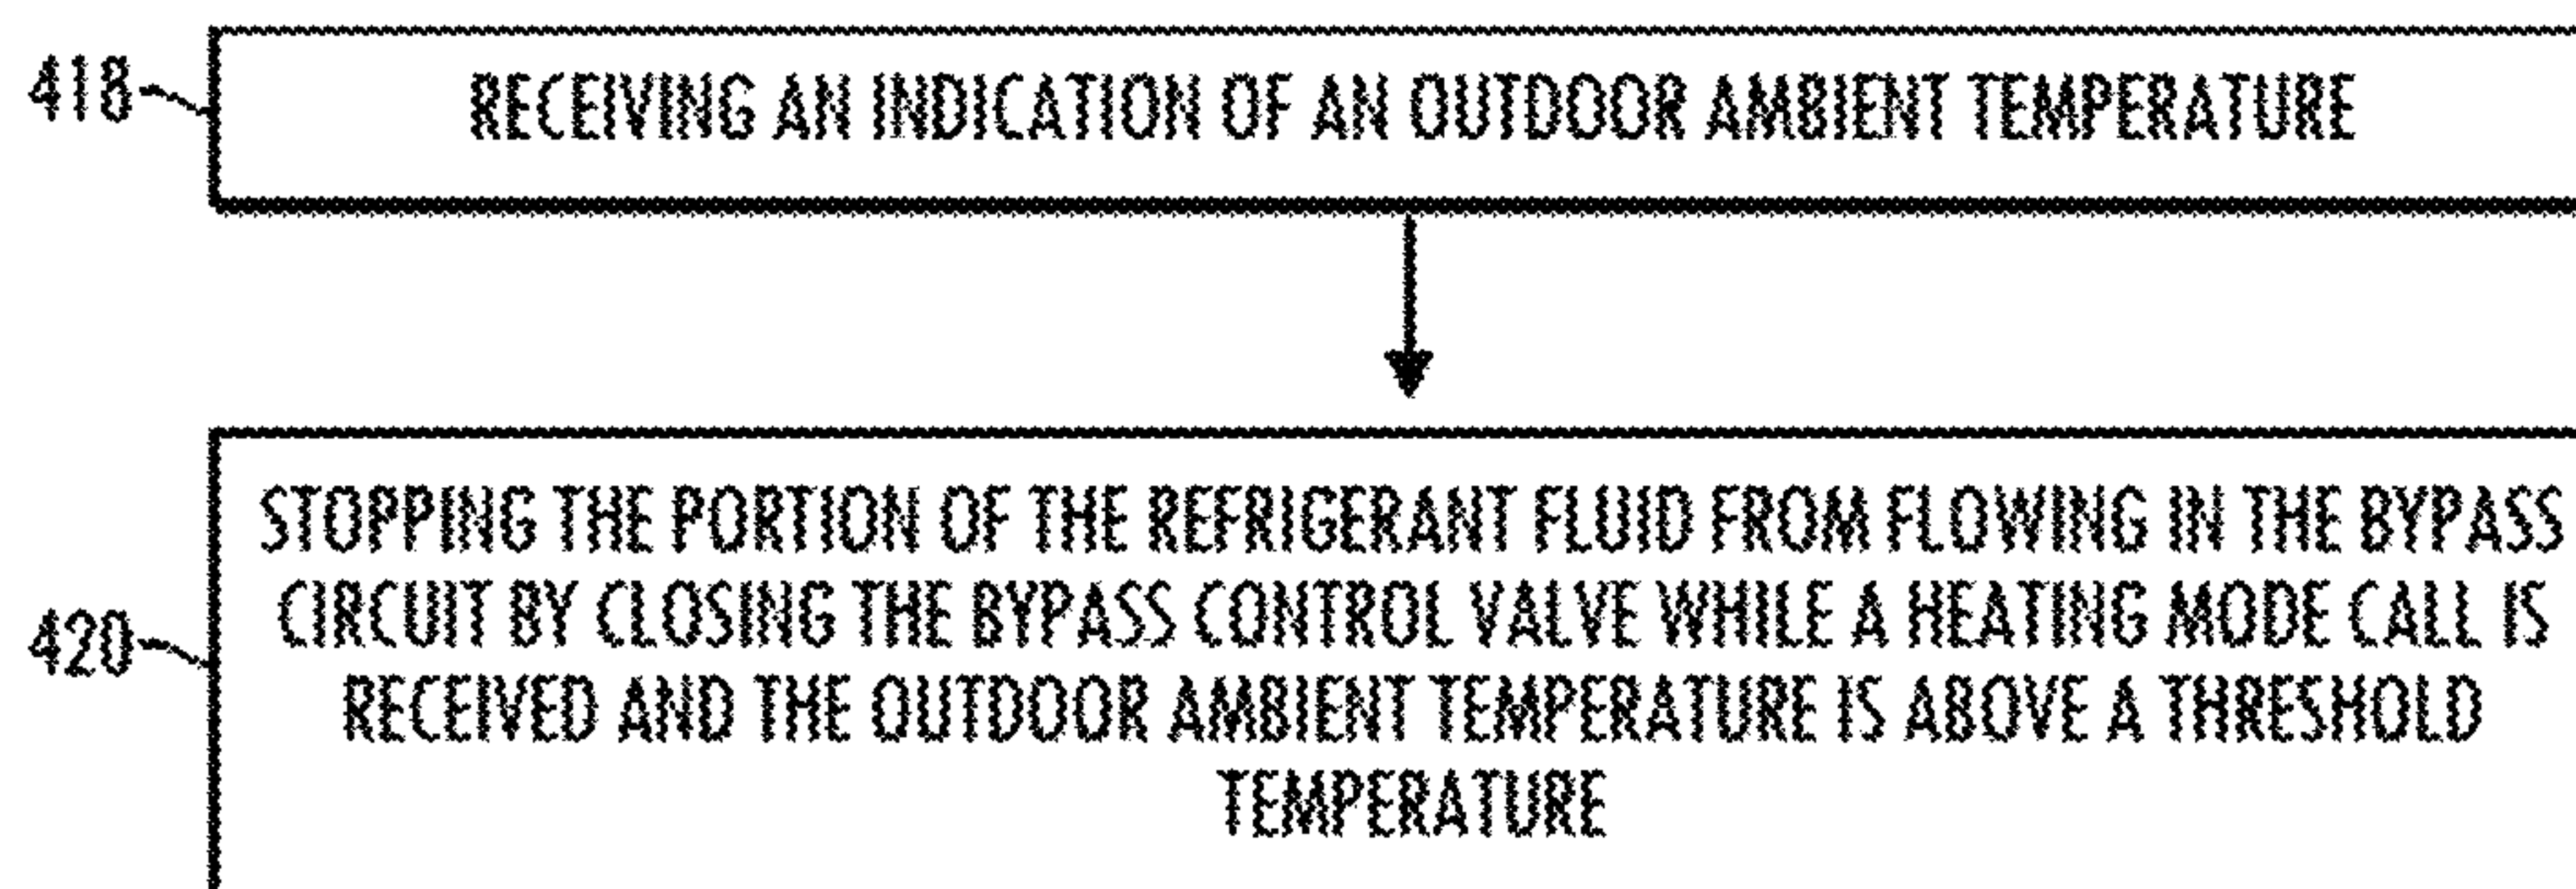 418
RECEIVING AN INDICATION OF AN OUTDOOR AMBIENT TEMPERATURE
STOPPING THE PORTION OF THE REFRIGERANT FLUID FROM FLOWING IN THE BYPASS
CIRCUIT BY CLOSING THE BYPASS CONTROL VALVE WHILE A HEATING MODE CALL IS
420
RECEIVED AND THE OUTDOOR AMBIENT TEMPERATURE IS ABOVE A THRESHOLD
TEMPERATURE